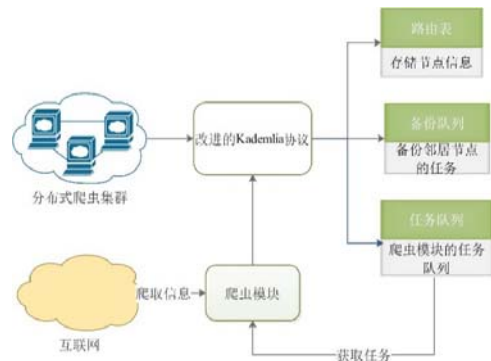 路由表
存储节点信息
改进的Kademlia协议
备份队列
备份邻居节点
的任务
分布式爬虫集群
任务队列
爬虫模块的任务
队列
爬取信息
爬虫模块
互联网
获取任务